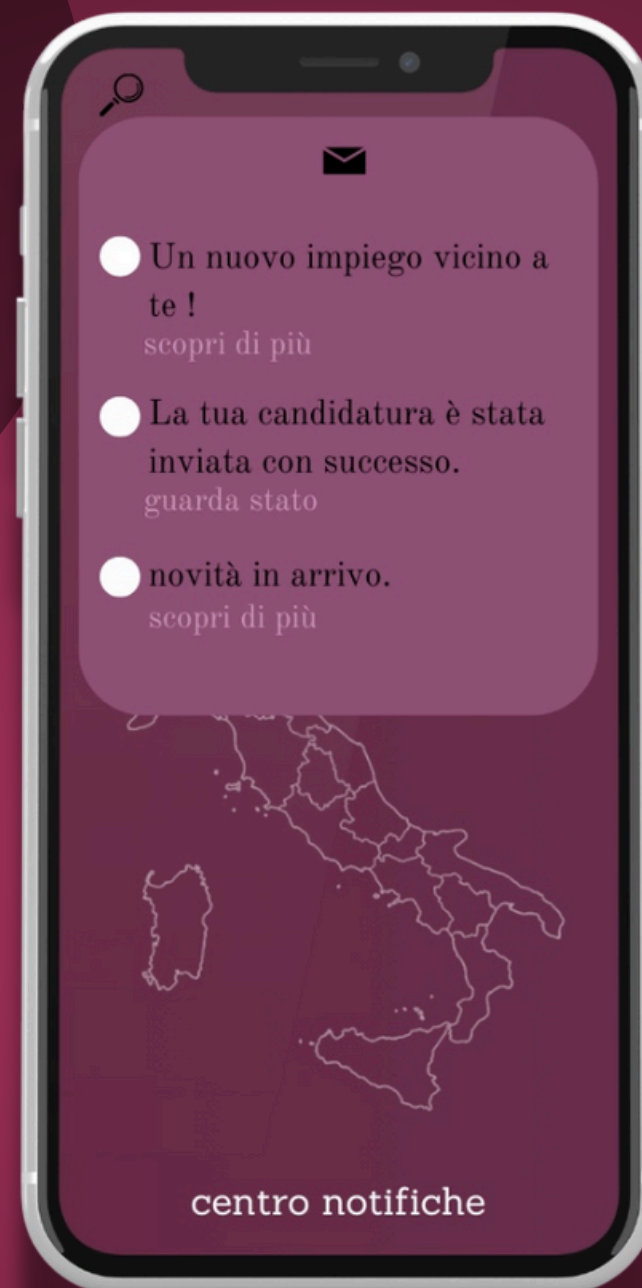 Un nuovo impiego vicino a
te !
scopri di più
La tua candidatura è stata
inviata con successo.
guarda stato
novità in arrivo.
scopri di più
centro notifiche